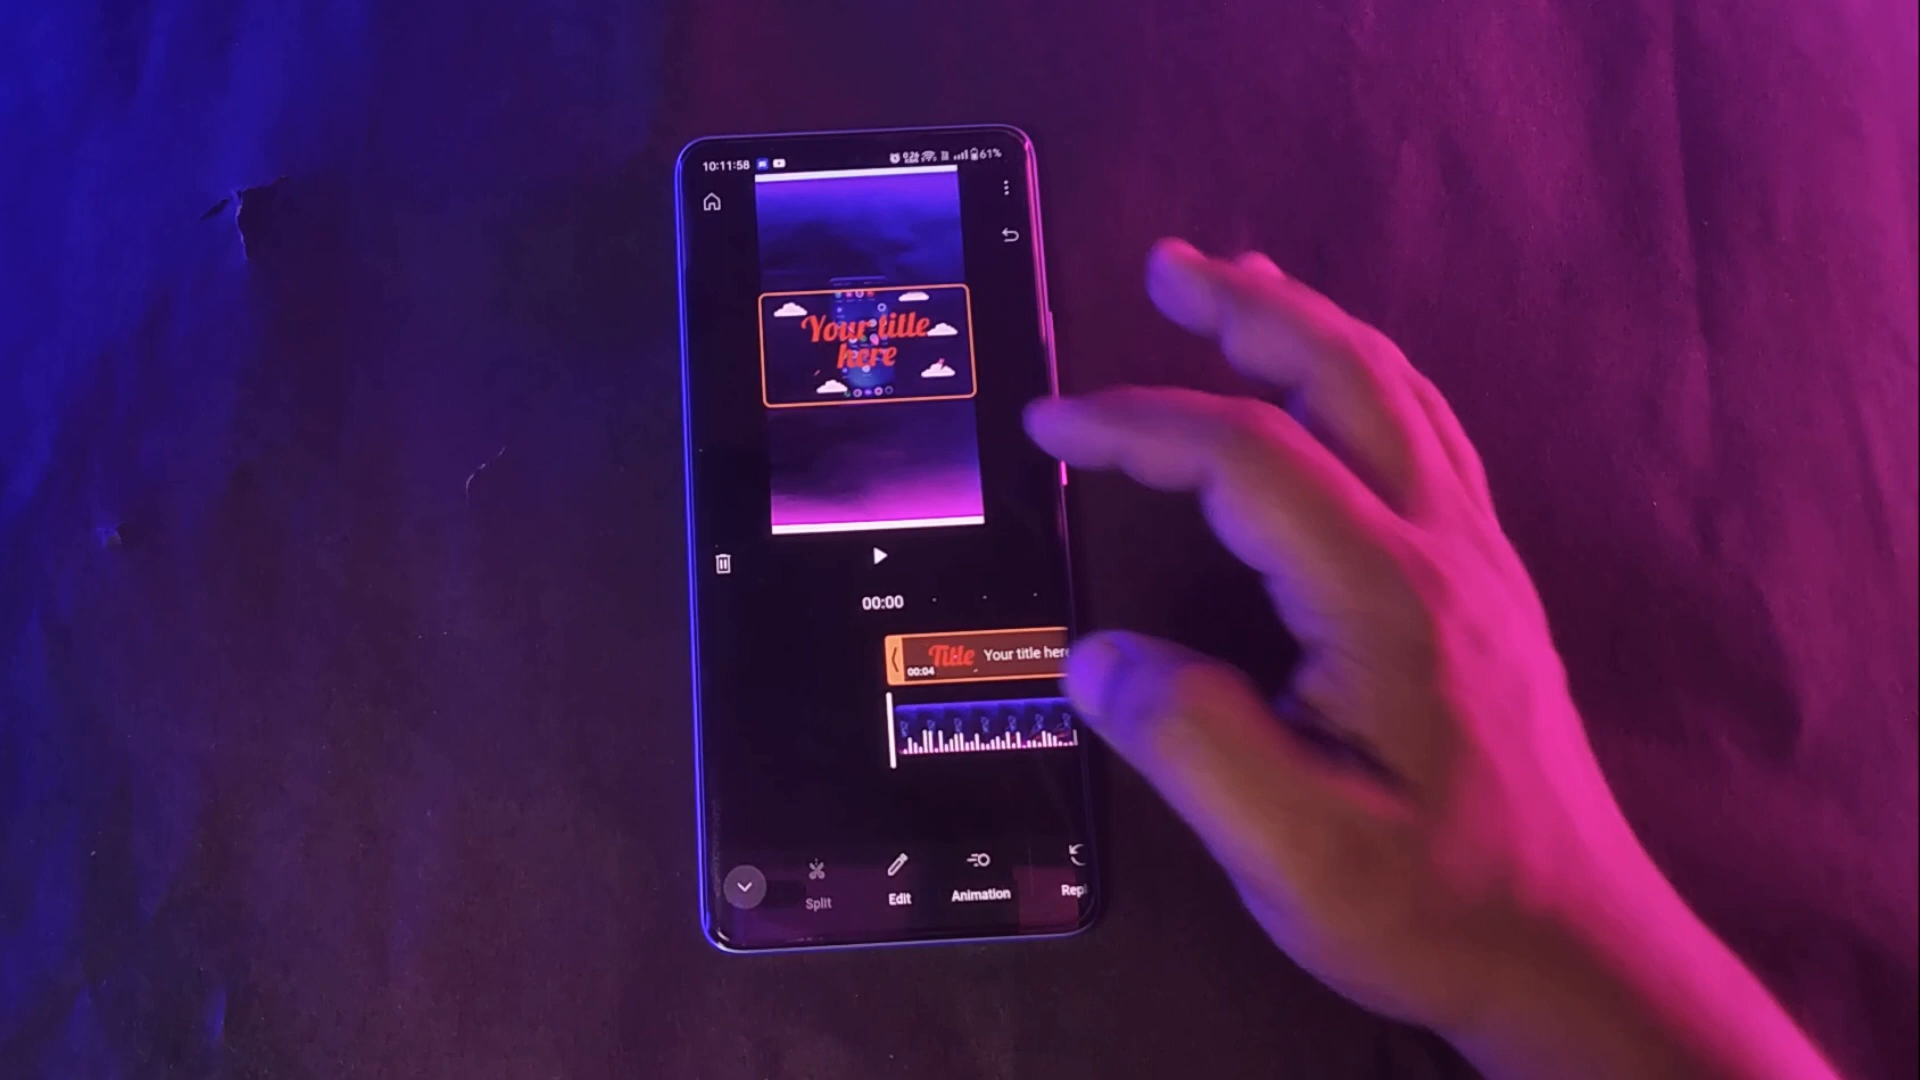 10:11:58
61%
Your title
here
00:00
Title Your title here
00:04
Split
Edit
Animation
Repl